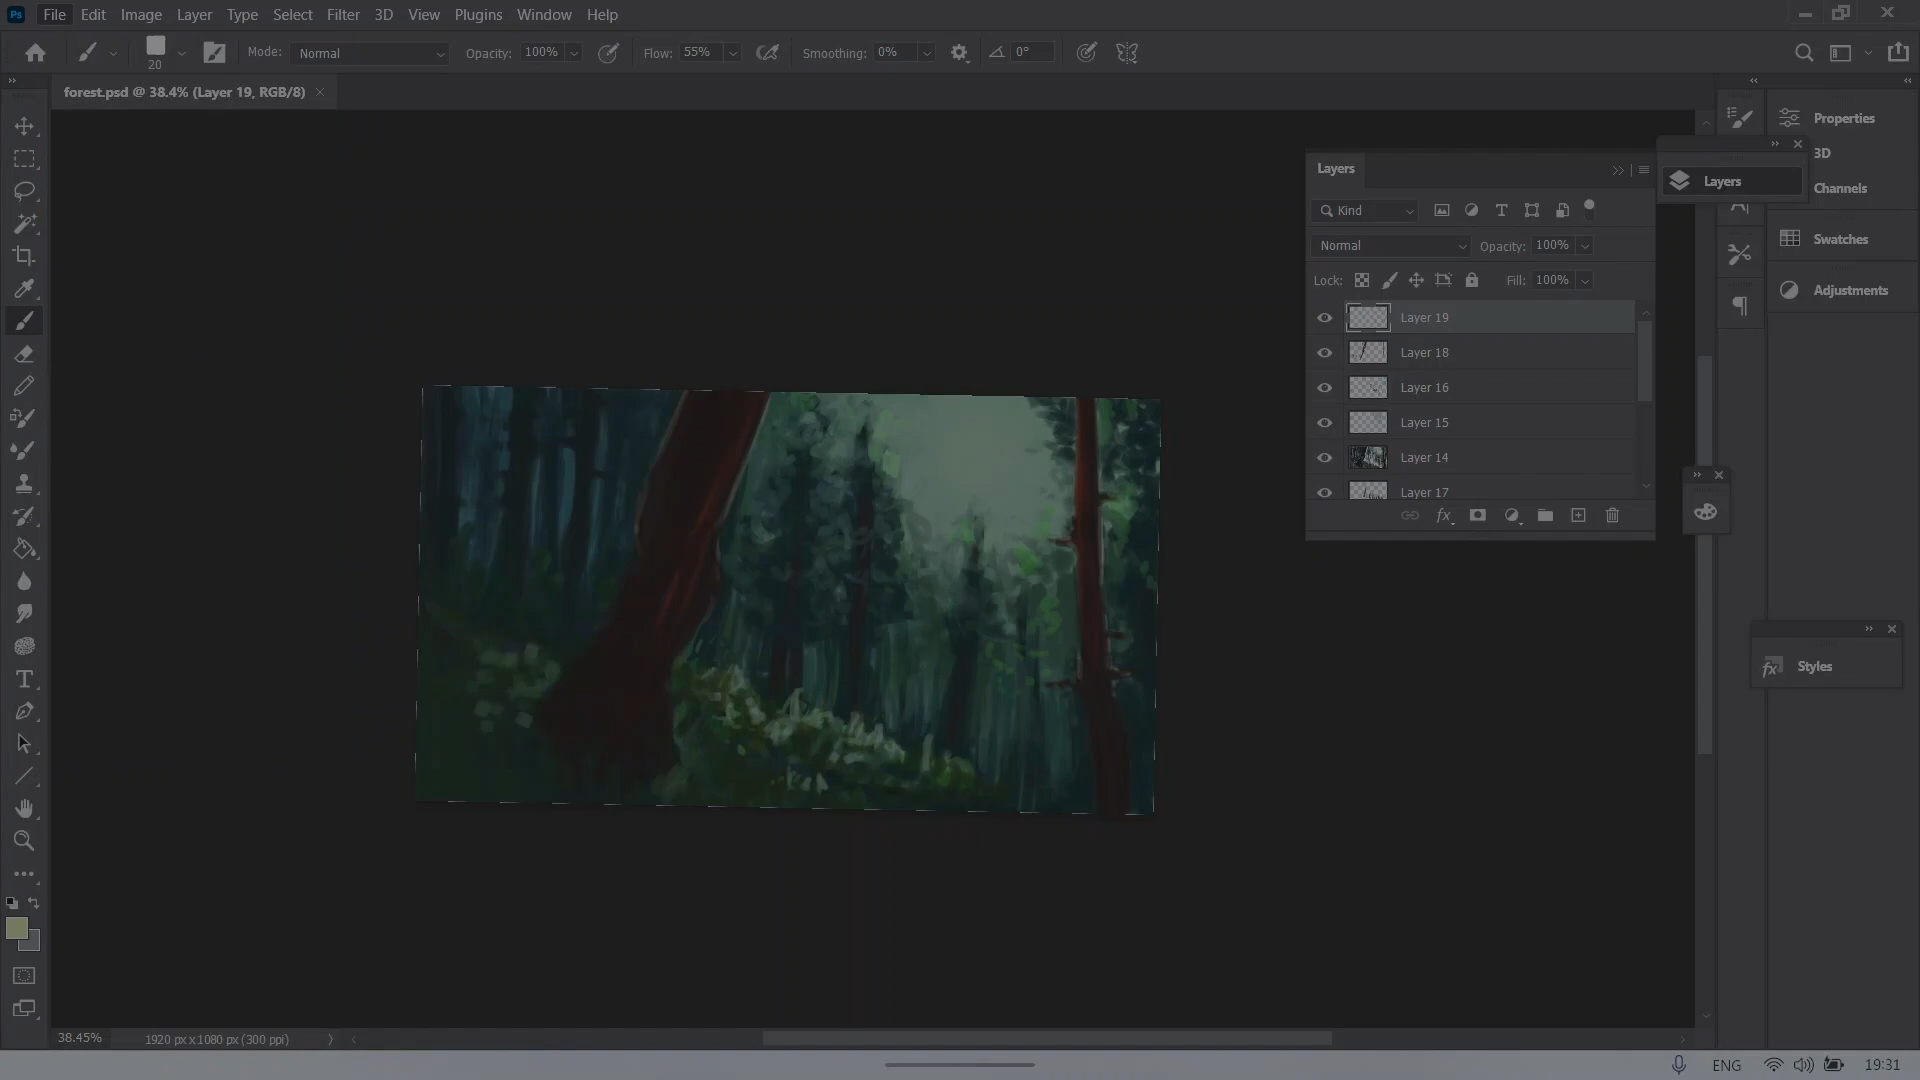 Ps File Edit Image Layer Type Select Filter 3D View Plugins Window Help
20 Mode: Normal Opacity: 100% Flow: 55% Smoothing: 0% 0°
forest.psd @ 38.4% (Layer 19, RGB/8)
Properties
3D
Channels
Swatches
Adjustments
Layers
Layers
Kind
Normal Opacity: 100%
Lock: Fill: 100%
Layer 19
Layer 18
Layer 16
Layer 15
Layer 14
Layer 17
fx
fx Styles
38.45% 1920 px x 1080 px (300 ppi)
ENG 19:31